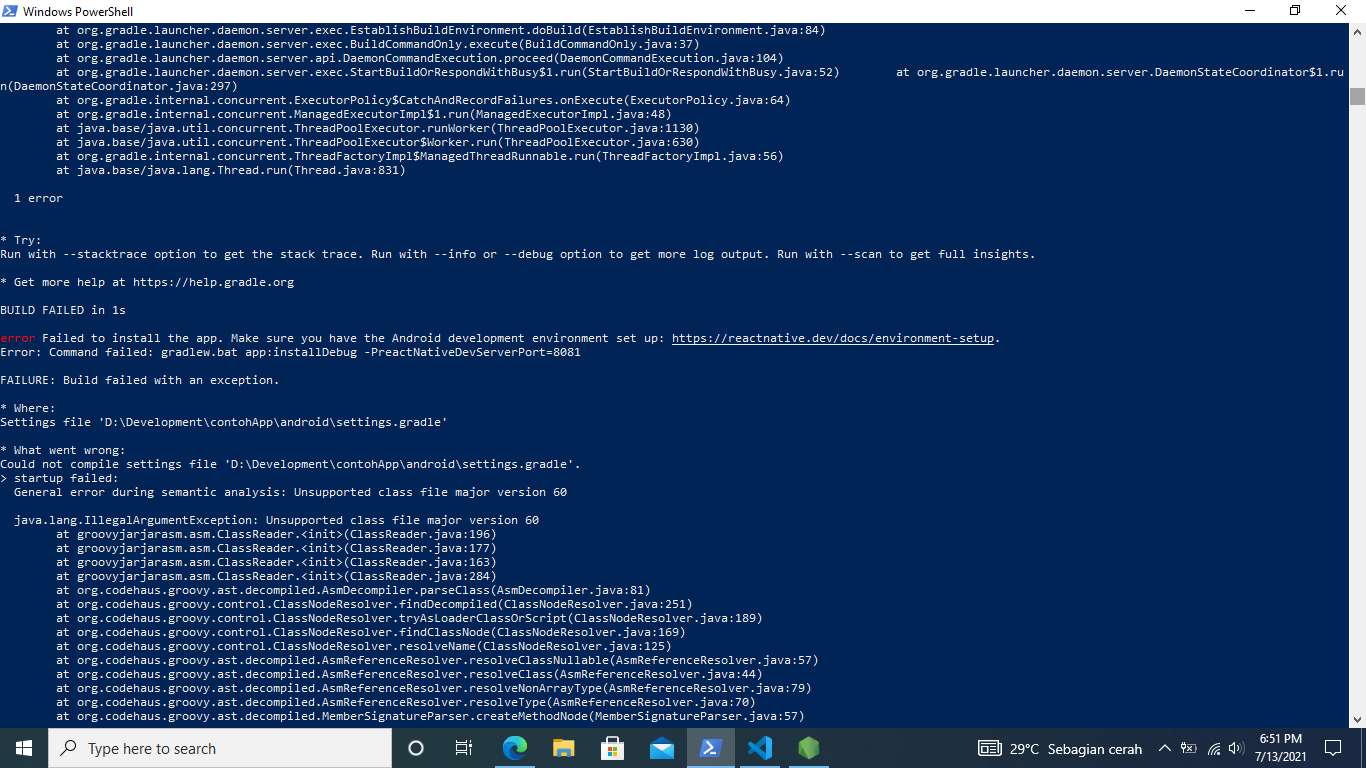 Windows PowerShell
at org.gradle.launcher.daemon.server.exec.EstablishBuildEnvironment.doBuild(EstablishBuildEnvironment.java:84)
at org.gradle.launcher.daemon.server.exec.BuildCommandOnly.execute(BuildCommandOnly.java:37)
at org.gradle.launcher.daemon.server.api.DaemonCommandExecution.proceed(DaemonCommandExecution.java:104)
at org.gradle.launcher.daemon.server.exec.StartBuildOrRespondWithBusy$1.run(StartBuildOrRespondWithBusy.java:52)        at org.gradle.launcher.daemon.server.DaemonStateCoordinator$1.ru
n(DaemonStateCoordinator.java:297)
at org.gradle.internal.concurrent.ExecutorPolicy$CatchAndRecordFailures.onExecute(ExecutorPolicy.java:64)
at org.gradle.internal.concurrent.ManagedExecutorImpl$1.run(ManagedExecutorImpl.java:48)
at java.base/java.util.concurrent.ThreadPoolExecutor.runWorker(ThreadPoolExecutor.java:1130)
at java.base/java.util.concurrent.ThreadPoolExecutor$Worker.run(ThreadPoolExecutor.java:630)
at org.gradle.internal.concurrent.ThreadFactoryImpl$ManagedThreadRunnable.run(ThreadFactoryImpl.java:56)
at java.base/java.lang.Thread.run(Thread.java:831)
1 error
* Try:
Run with --stacktrace option to get the stack trace. Run with --info or --debug option to get more log output. Run with --scan to get full insights.
* Get more help at https://help.gradle.org
BUILD FAILED in 1s
error Failed to install the app. Make sure you have the Android development environment set up: https://reactnative.dev/docs/environment-setup.
Error: Command failed: gradlew.bat app:installDebug -PreactNativeDevServerPort=8081
FAILURE: Build failed with an exception.
* Where:
Settings file 'D:\Development\contohApp\android\settings.gradle'
* What went wrong:
Could not compile settings file 'D:\Development\contohApp\android\settings.gradle'.
> startup failed:
General error during semantic analysis: Unsupported class file major version 60
java.lang.IllegalArgumentException: Unsupported class file major version 60
at groovyjarjarasm.asm.ClassReader.<init>(ClassReader.java:196)
at groovyjarjarasm.asm.ClassReader.<init>(ClassReader.java:177)
at groovyjarjarasm.asm.ClassReader.<init>(ClassReader.java:163)
at groovyjarjarasm.asm.ClassReader.<init>(ClassReader.java:284)
at org.codehaus.groovy.ast.decompiled.AsmDecompiler.parseClass(AsmDecompiler.java:81)
at org.codehaus.groovy.control.ClassNodeResolver.findDecompiled(ClassNodeResolver.java:251)
at org.codehaus.groovy.control.ClassNodeResolver.tryAsLoaderClassOrScript(ClassNodeResolver.java:189)
at org.codehaus.groovy.control.ClassNodeResolver.findClassNode(ClassNodeResolver.java:169)
at org.codehaus.groovy.control.ClassNodeResolver.resolveName(ClassNodeResolver.java:125)
at org.codehaus.groovy.ast.decompiled.AsmReferenceResolver.resolveClassNullable(AsmReferenceResolver.java:57)
at org.codehaus.groovy.ast.decompiled.AsmReferenceResolver.resolveClass(AsmReferenceResolver.java:44)
at org.codehaus.groovy.ast.decompiled.AsmReferenceResolver.resolveNonArrayType(AsmReferenceResolver.java:79)
at org.codehaus.groovy.ast.decompiled.AsmReferenceResolver.resolveType(AsmReferenceResolver.java:70)
at org.codehaus.groovy.ast.decompiled.MemberSignatureParser.createMethodNode(MemberSignatureParser.java:57)
Type here to search
29°C Sebagian cerah
6:51 PM
7/13/2021